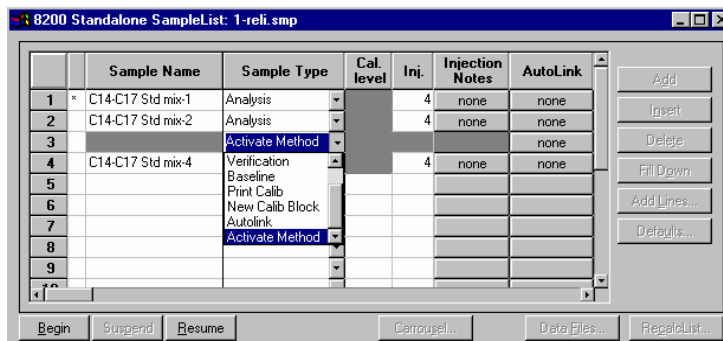 8200 Standalone SampleList: 1-reli.smp
Sample Name Sample Type Cal. level Inj. Injection Notes AutoLink
1 * C14-C17 Std mix-1 Analysis 4 none none
2 C14-C17 Std mix-2 Analysis 4 none none
3 Activate Method none
4 C14-C17 Std mix-4 Verification 4 none none
Baseline
5
Print Calib
6
New Calib Block
7 Autolink
Activate Method
8
9
10
Add
Insert
Delete
Fill Down
Add Lines...
Defaults...
Begin Suspend Resume Carrousel... Data Files... RecalcList...